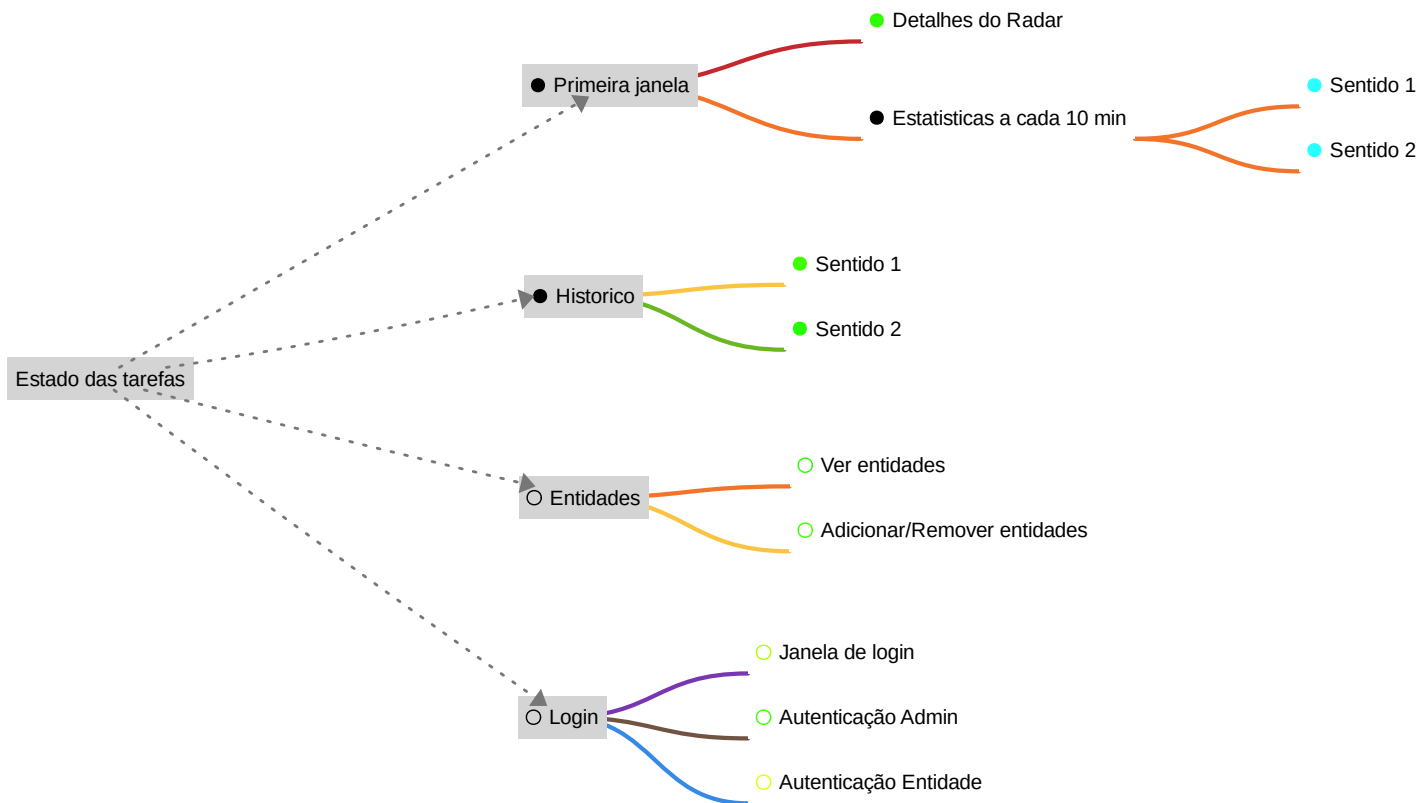 Estado das tarefas
Primeira janela
Detalhes do Radar
Estatisticas a cada 10 min
Sentido 1
Sentido 2
Historico
Sentido 1
Sentido 2
Entidades
Ver entidades
Adicionar/Remover entidades
Login
Janela de login
Autenticação Admin
Autenticação Entidade